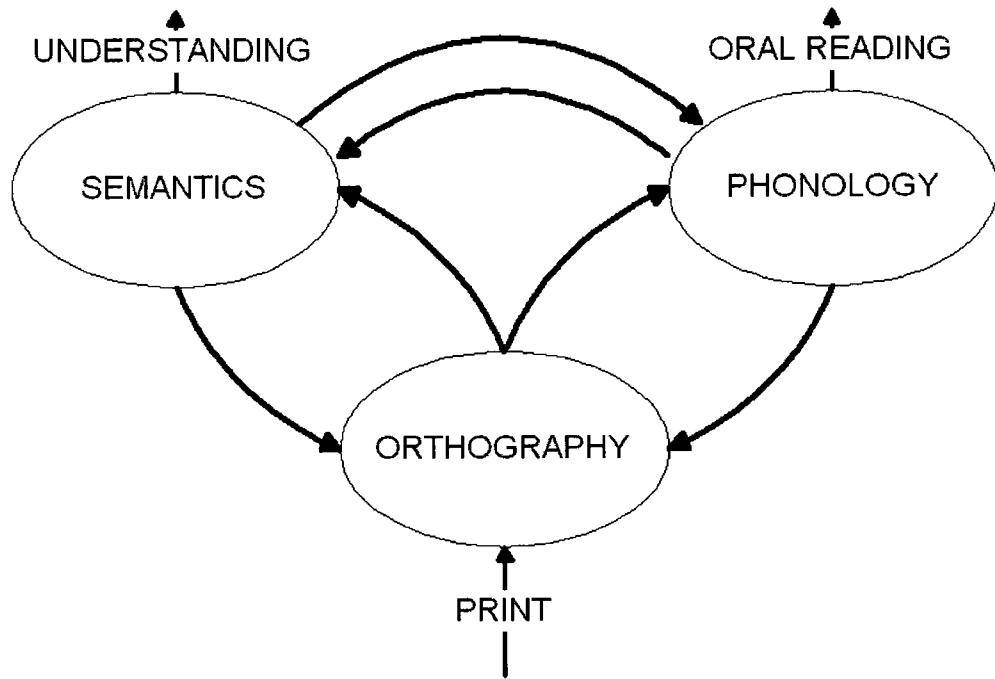 UNDERSTANDING
ORAL READING
SEMANTICS
PHONOLOGY
ORTHOGRAPHY
PRINT